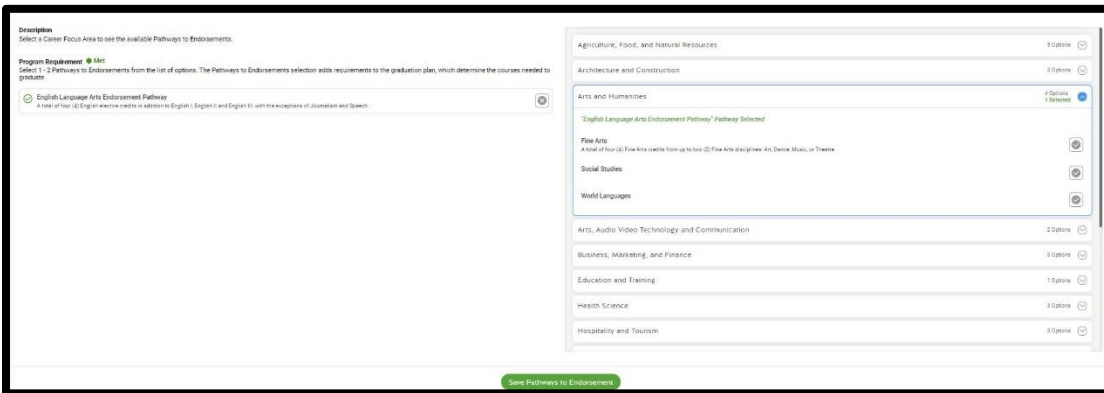 Description
Select a Career Focus Area to see the available Pathways to Endorsements.
Program Requirement Met
Select 1 - 2 Pathways to Endorsements from the list of options. The Pathways to Endorsements selection adds requirements to the graduation plan, which determine the courses needed to
graduate.
English Language Arts Endorsement Pathway
A total of four (4) English elective credits in addition to English I, English II and English III, with the exceptions of Journalism and Speech.
Agriculture, Food, and Natural Resources
5 Options
Architecture and Construction
3 Options
Arts and Humanities
4 Options
1 Selected
"English Language Arts Endorsement Pathway" Pathway Selected
Fine Arts
A total of four (4) Fine Arts credits from up to two (2) Fine Arts disciplines: Art, Dance, Music, or Theatre
Social Studies
World Languages
Arts, Audio Video Technology and Communication
2 Options
Business, Marketing, and Finance
3 Options
Education and Training
1 Options
Health Science
3 Options
Hospitality and Tourism
3 Options
Save Pathways to Endorsement